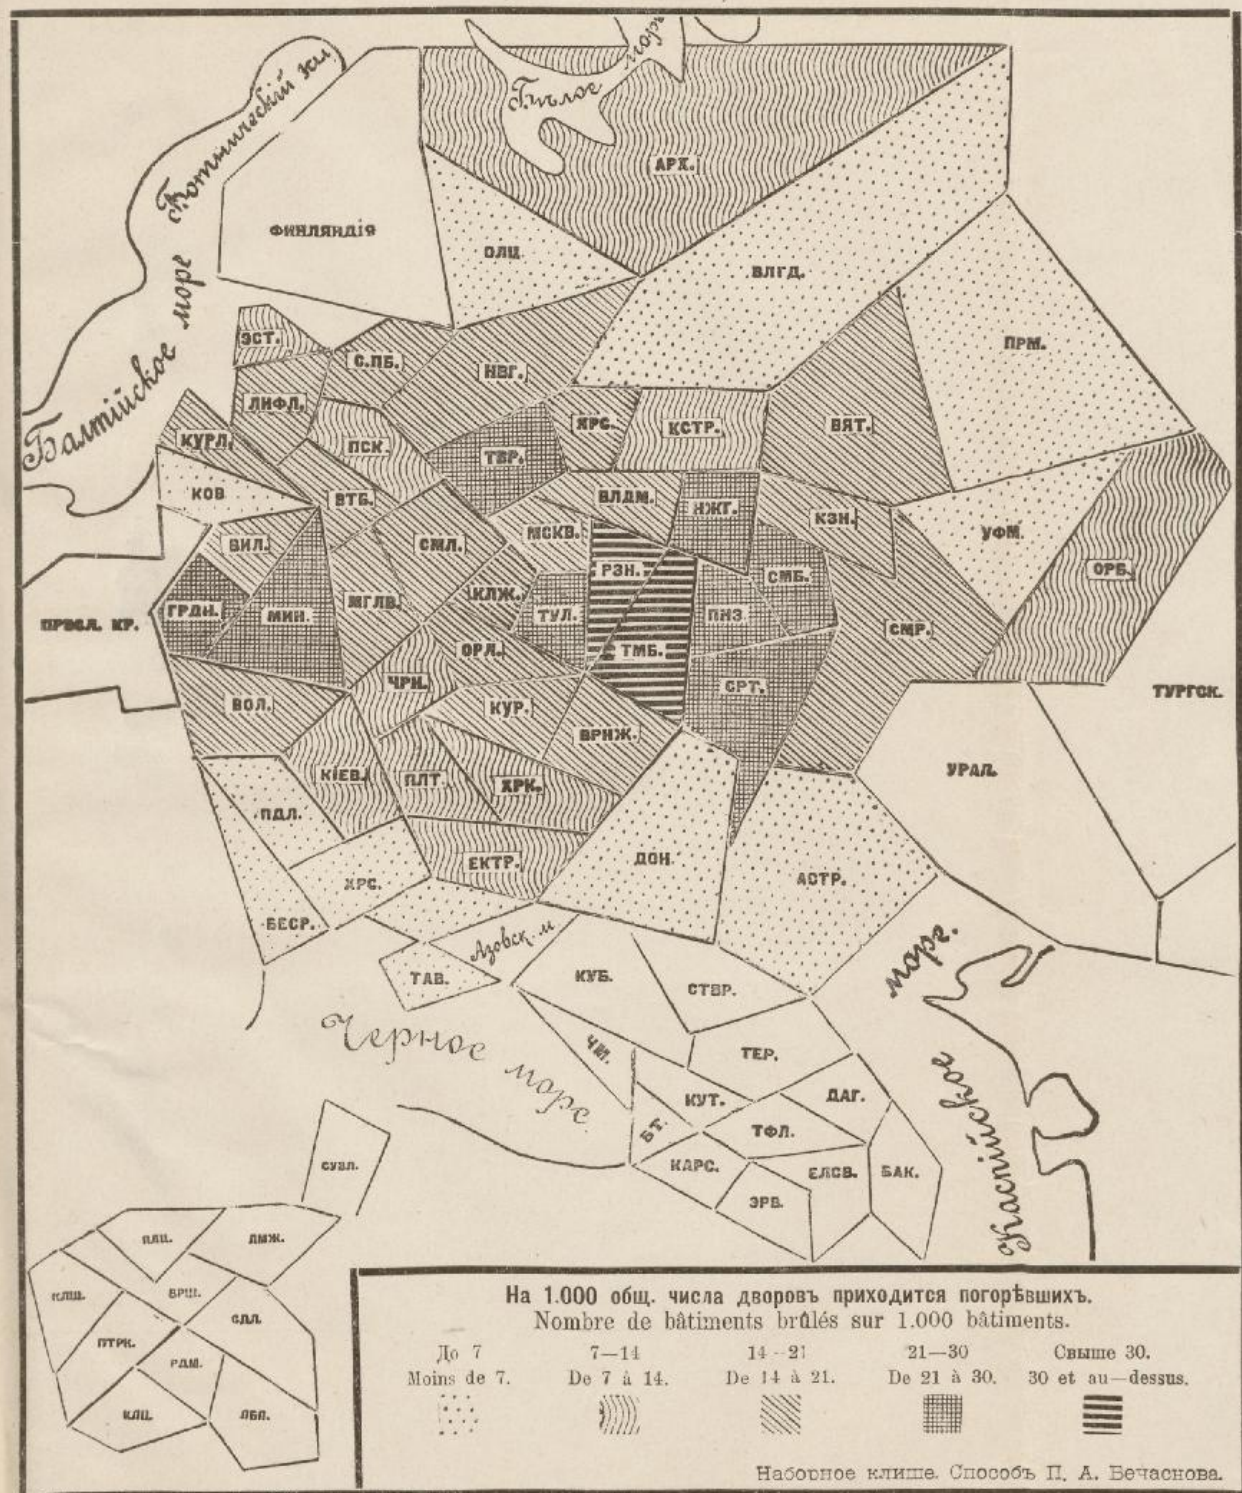 Бѣлое море
Ботническій зал.
АРХ.
ФИНЛЯНДІЯ
ОЛЦ.
ВЛГД.
Балтійское море
ЭСТ.
С.ПБ.
НВГ.
ПРМ.
ЛИФЛ.
КУРЛ.
ПСК.
ЯРС.
КСТР.
ВЯТ.
ТВР.
КОВ.
ВТБ.
ВЛДМ.
НЖГ.
КЗН.
УФМ.
ВИЛ.
СМЛ.
МСКВ.
РЗН.
СМБ.
ОРБ.
ГРДН.
МИН.
МГЛВ.
КЛЖ.
ТУЛ.
ПНЗ.
СМР.
ПРВСЛ. КР.
ОРЛ.
ТМБ.
ТУРГСК.
ВОЛ.
ЧРН.
КУР.
ВРНЖ.
СРТ.
КІЕВ.
ПЛТ.
ХРК.
УРАЛ.
ПДЛ.
ХРС.
ЕКТР.
ДОН.
АСТР.
БЕСР.
ТАВ.
Азовск. м
КУБ.
СТВР.
Черное море
ЧМ.
ТЕР.
Каспійское море.
КУТ.
ДАГ.
БТ.
ТФЛ.
КАРС.
ЕЛСВ.
БАК.
ЭРВ.
СУВЛ.
ПЛЦ.
ЛМЖ.
КЛШ.
ВРШ.
СДЛ.
ПТРК.
РДМ.
КЛЦ.
ЛБЛ.
На 1.000 общ. числа дворовъ приходится погорѣвшихъ.
Nombre de bâtiments brûlés sur 1.000 bâtiments.
До 7 7—14 14—21 21—30 Свыше 30.
Moins de 7. De 7 à 14. De 14 à 21. De 21 à 30. 30 et au—dessus.
Наборное клише. Способъ П. А. Бечаснова.